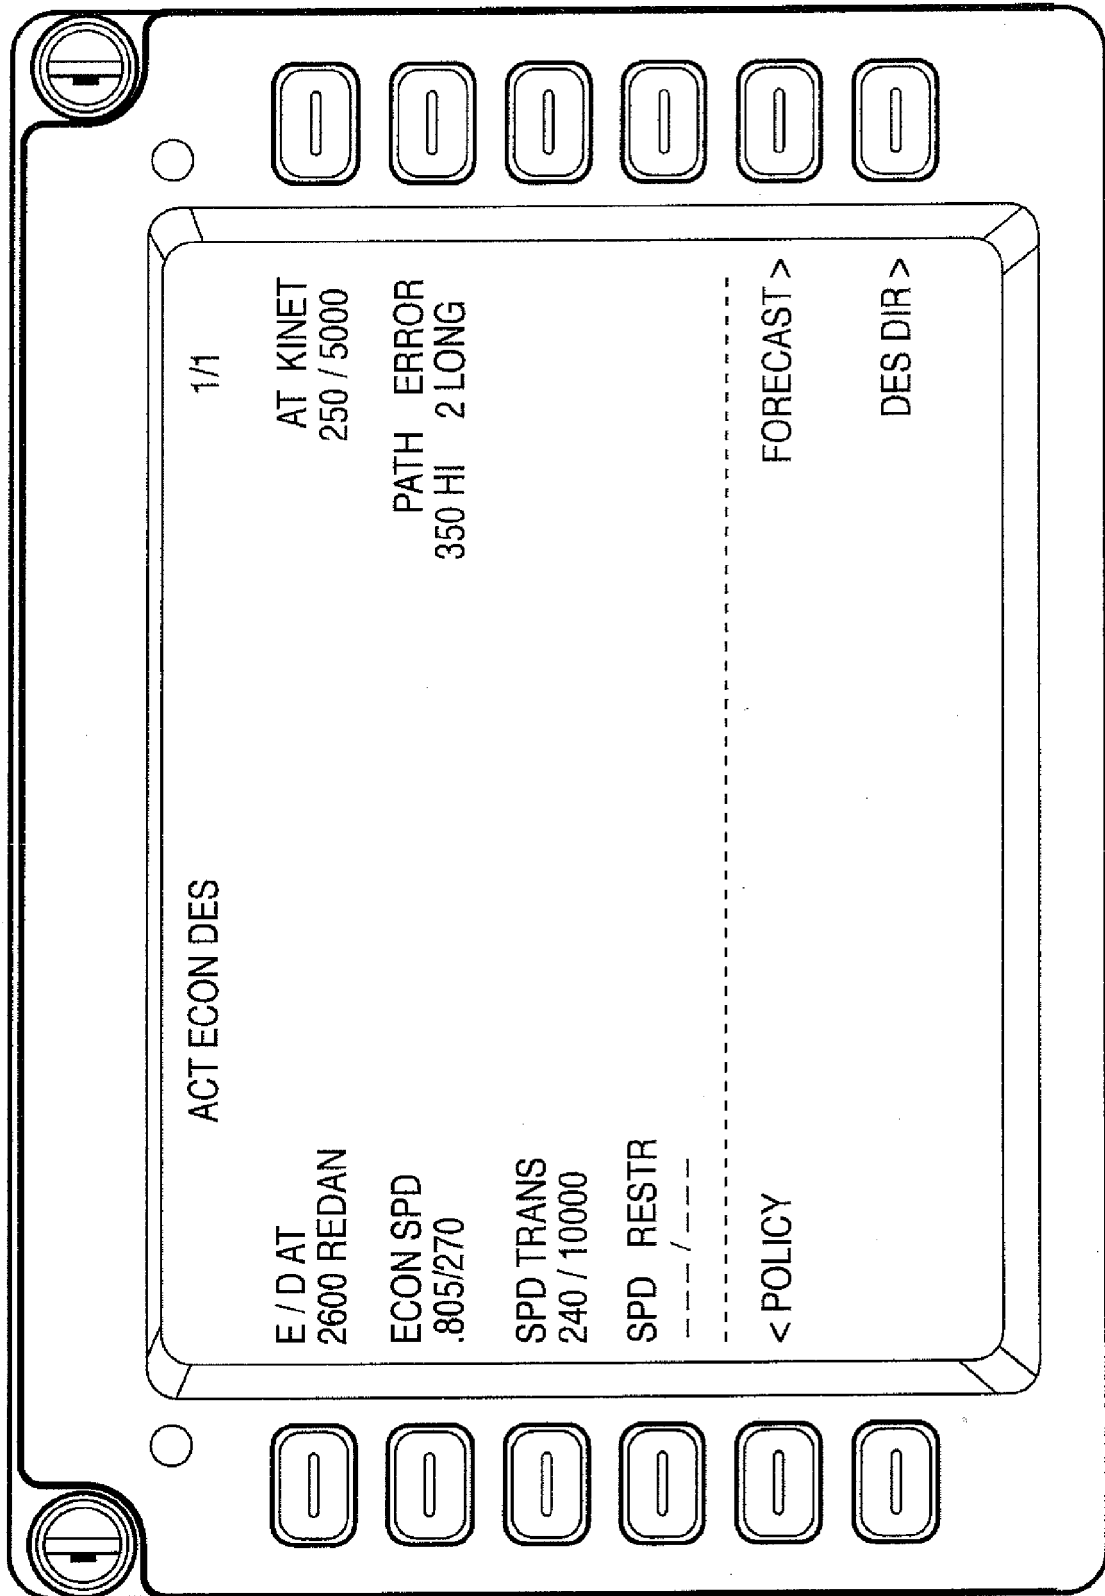 ACT ECON DES 1/1
E / D AT AT KINET
2600 REDAN 250 / 5000
ECON SPD PATH ERROR
.805/270 350 HI 2 LONG
SPD TRANS
240 / 10000
SPD RESTR
– – – / – – –
< POLICY FORECAST >
DES DIR >